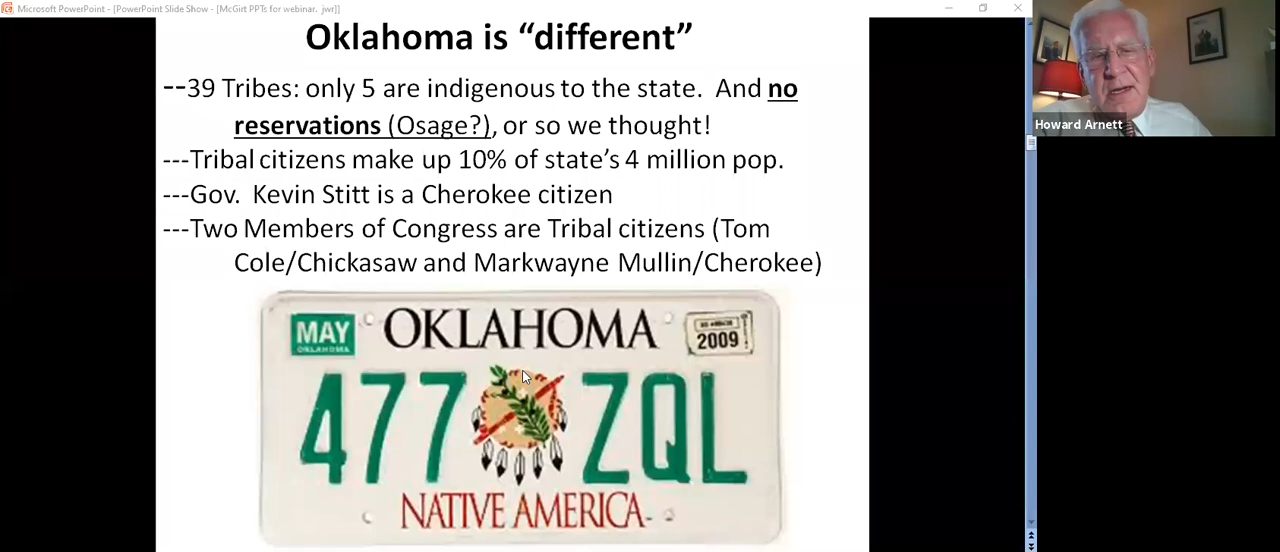 Microsoft PowerPoint - [PowerPoint Slide Show - [McGirt PPTs for webinar. jwr]]
Oklahoma is “different”
--39 Tribes: only 5 are indigenous to the state. And no
reservations (Osage?), or so we thought!
---Tribal citizens make up 10% of state’s 4 million pop.
---Gov. Kevin Stitt is a Cherokee citizen
---Two Members of Congress are Tribal citizens (Tom
Cole/Chickasaw and Markwayne Mullin/Cherokee)
MAY
OKLAHOMA
OKLAHOMA
2009
477 ZQL
NATIVE AMERICA
Howard Arnett